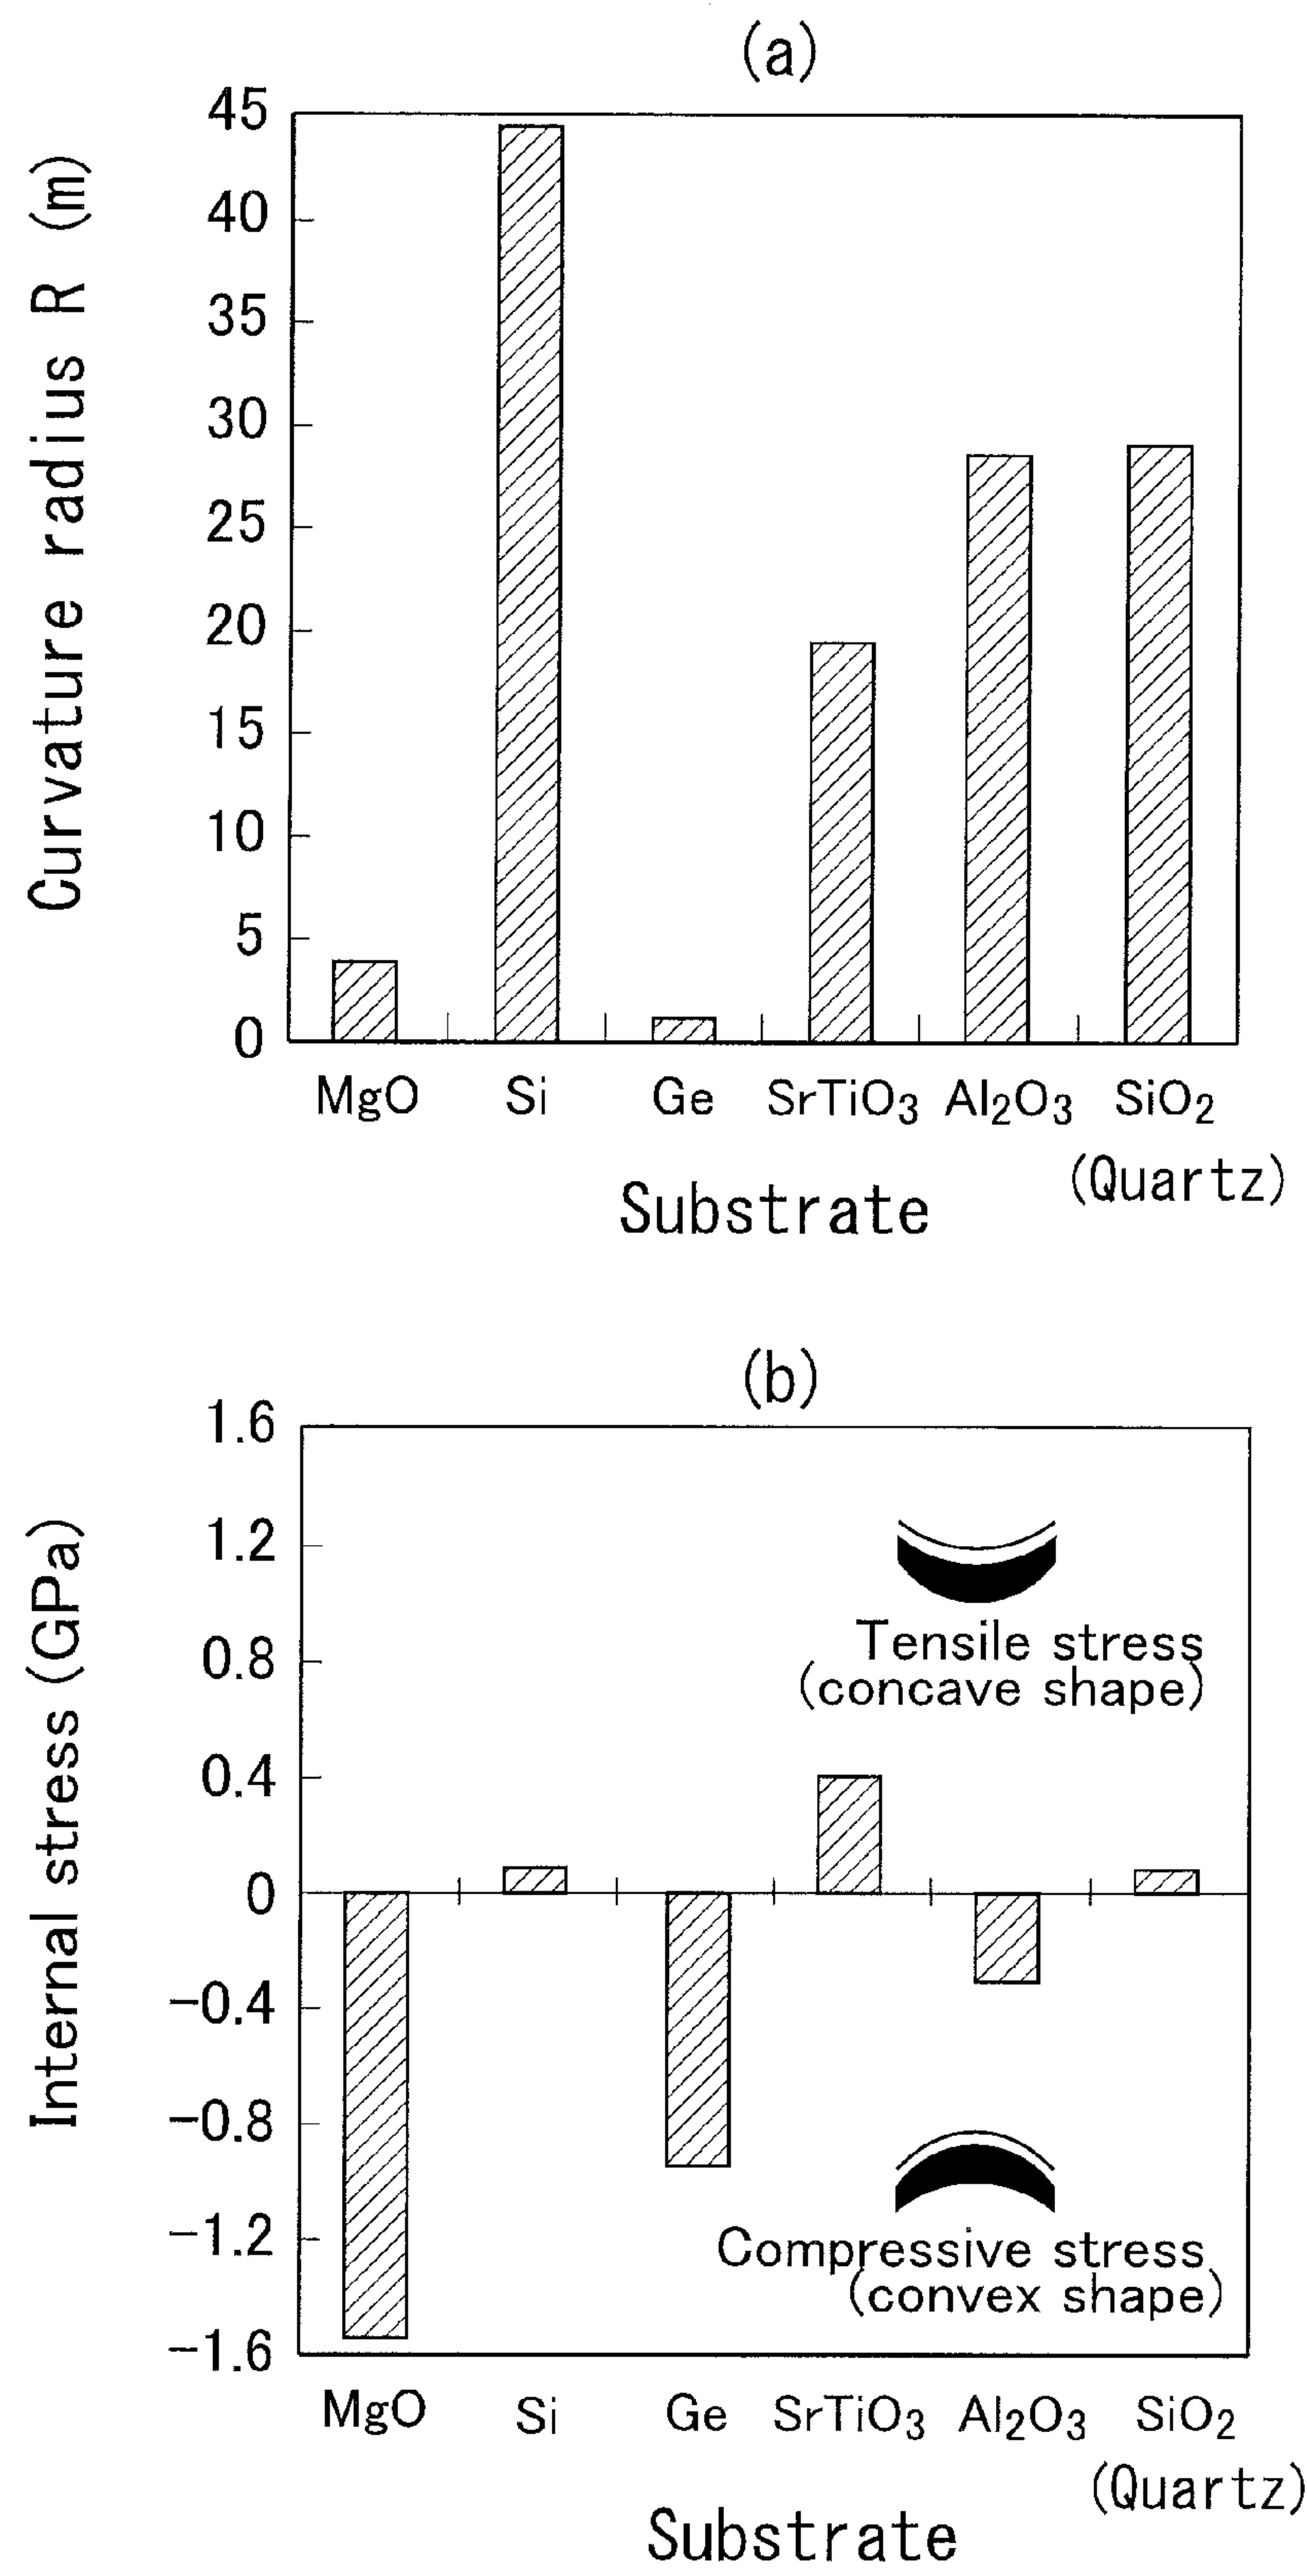 (a)
Curvature radius R (m)
45
40
35
30
25
20
15
10
5
0
MgO Si Ge SrTiO₃ Al₂O₃ SiO₂
(Quartz)
Substrate
(b)
Internal stress (GPa)
1.6
1.2
0.8
0.4
0
−0.4
−0.8
−1.2
−1.6
Tensile stress
(concave shape)
Compressive stress
(convex shape)
MgO Si Ge SrTiO₃ Al₂O₃ SiO₂
(Quartz)
Substrate